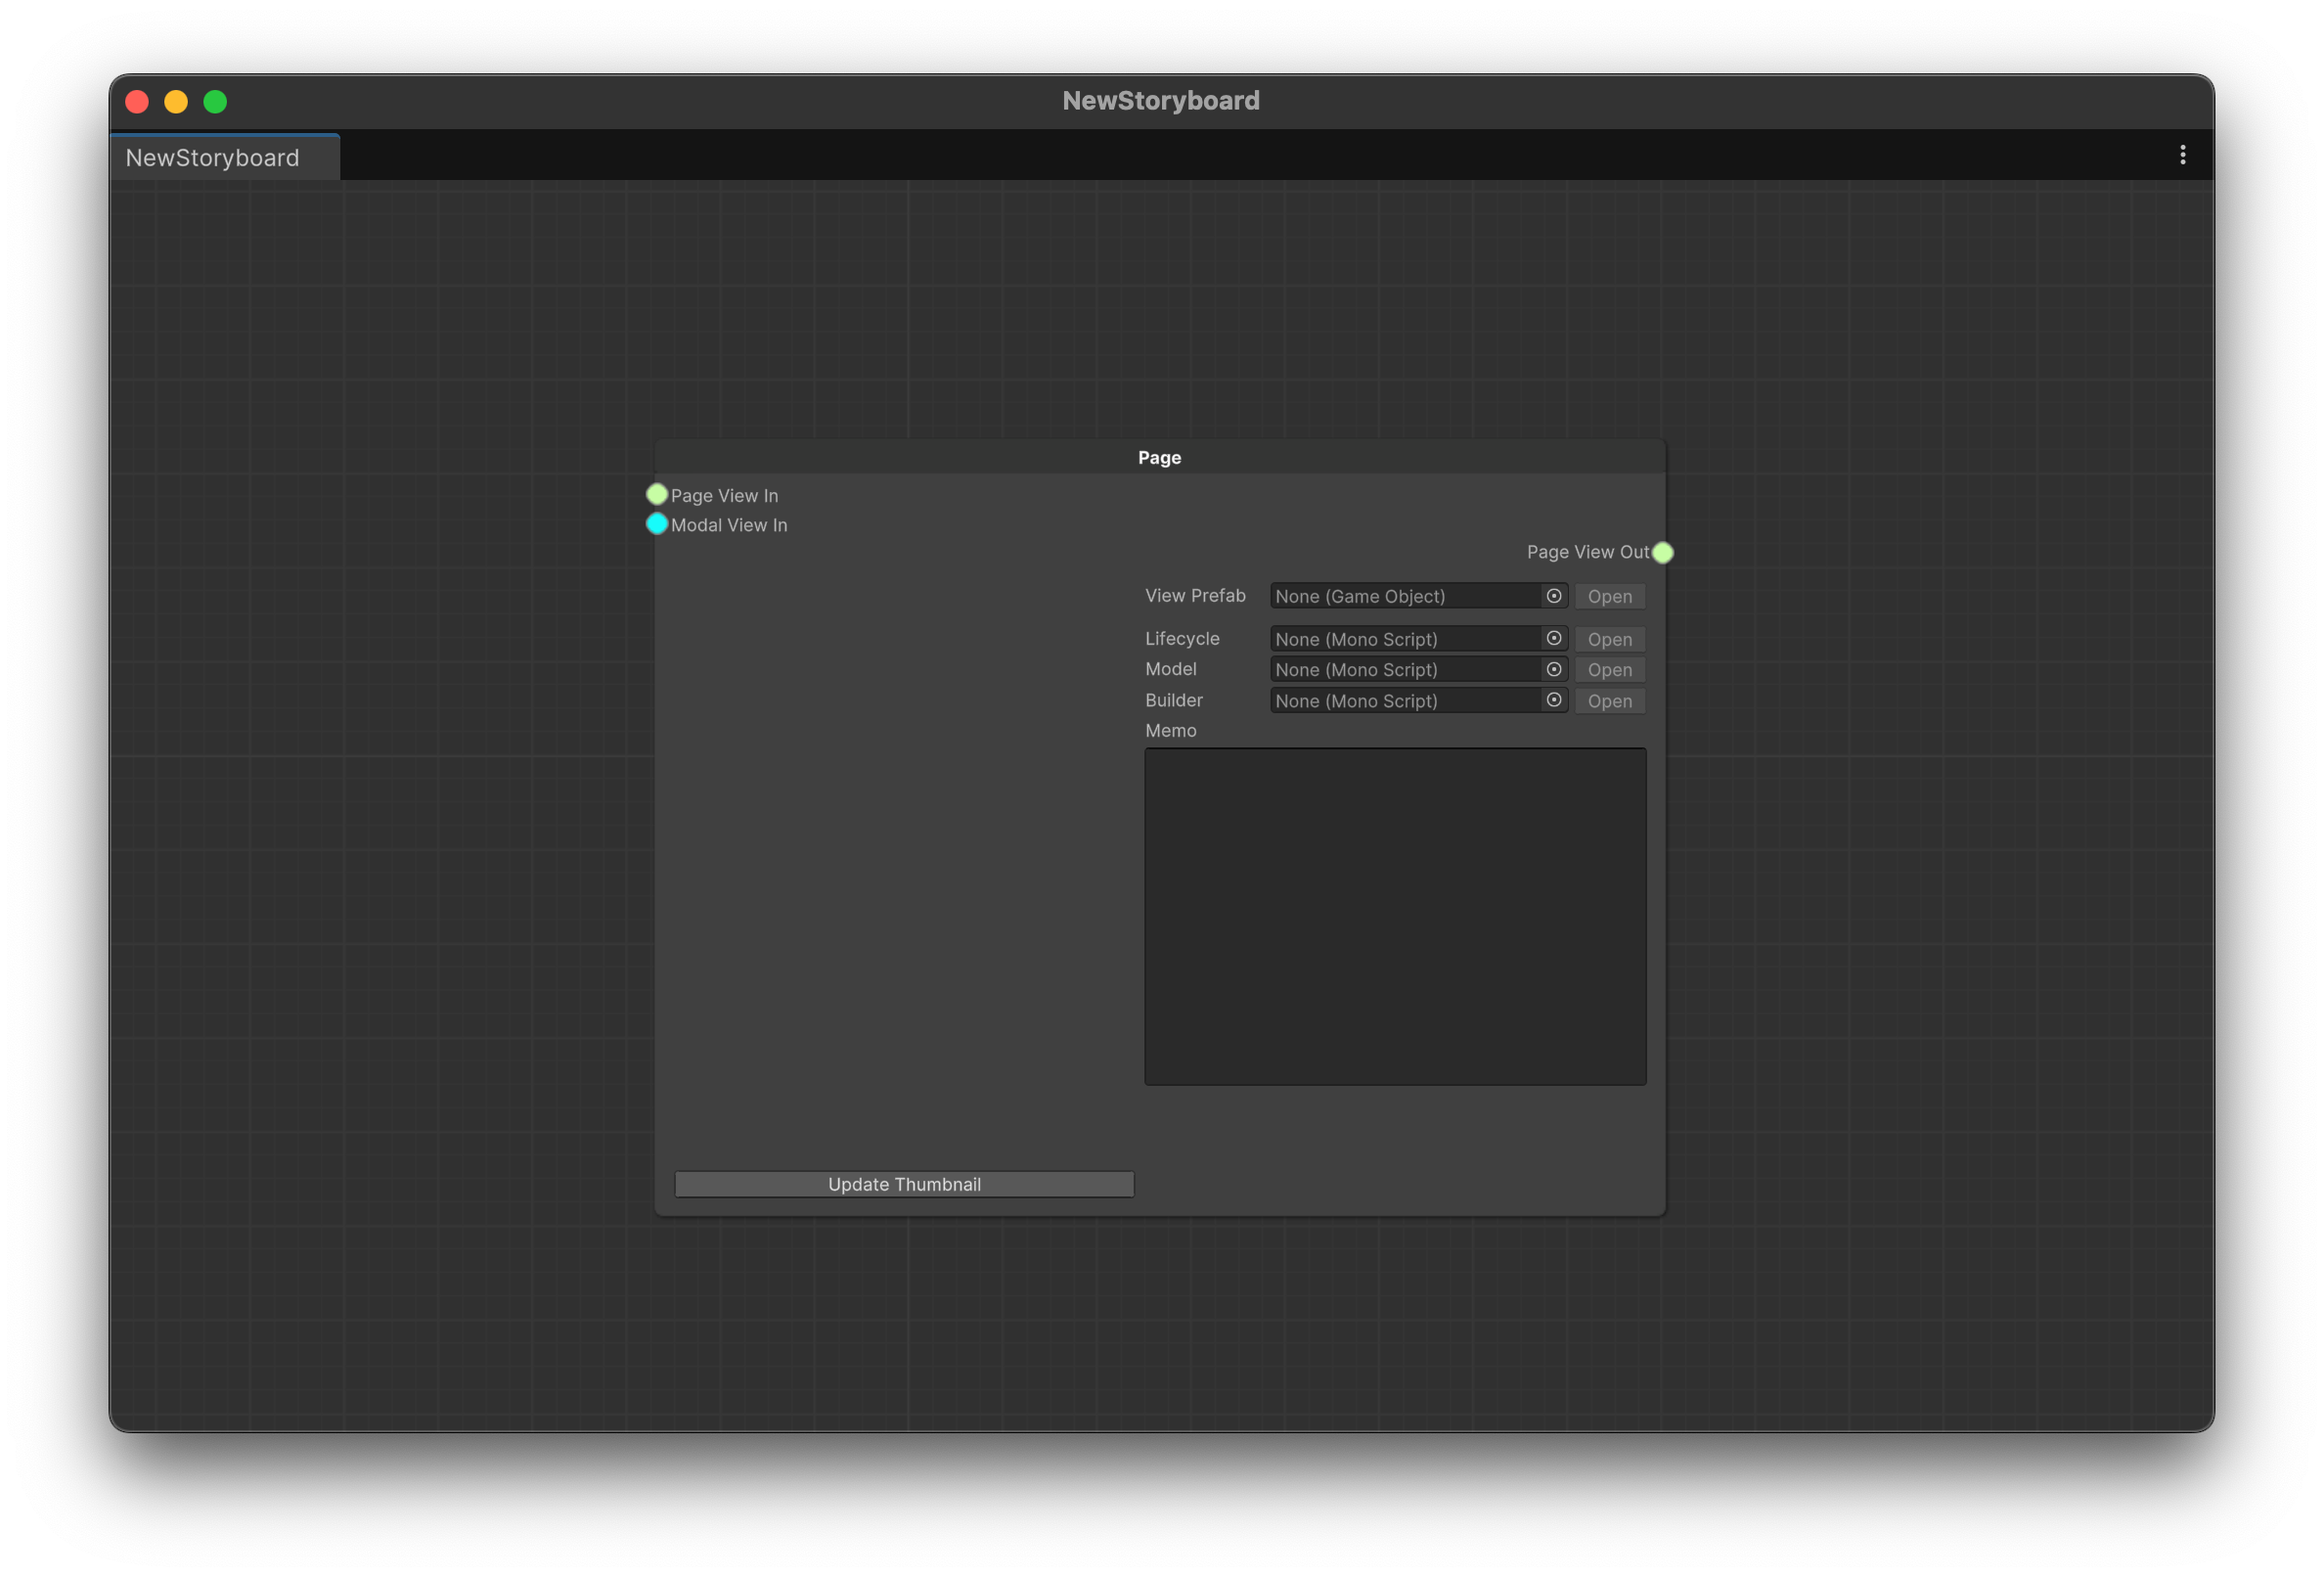 NewStoryboard
NewStoryboard
Page
Page View In
Modal View In
Page View Out
View Prefab None (Game Object) Open
Lifecycle None (Mono Script) Open
Model None (Mono Script) Open
Builder None (Mono Script) Open
Memo
Update Thumbnail